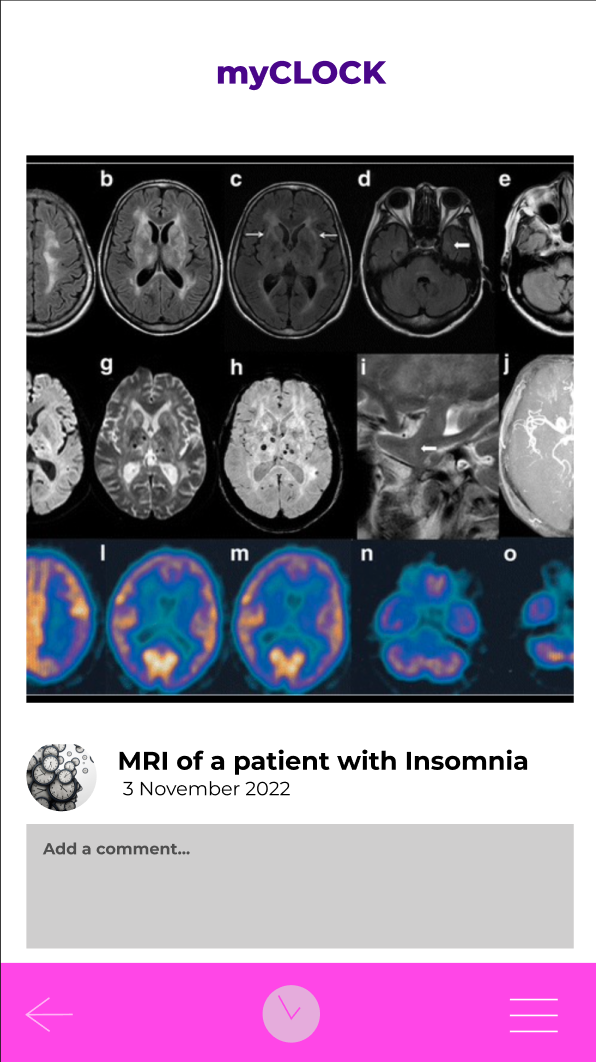 myCLOCK
b c d e
g h i j
l m n o
MRI of a patient with Insomnia
3 November 2022
Add a comment...